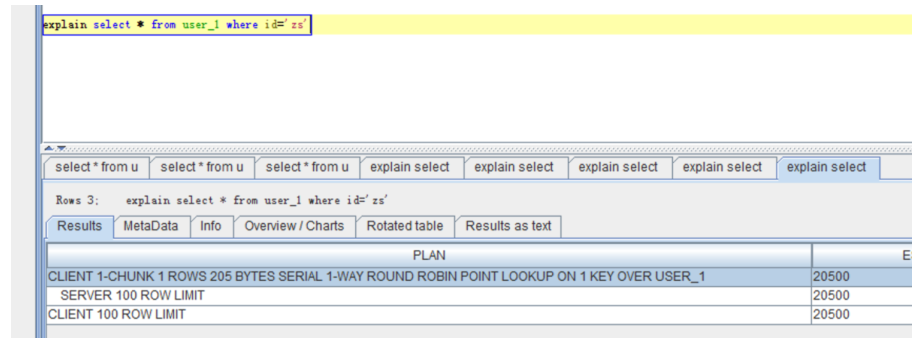 explain select * from user_1 where id='zs'
select * from u select * from u select * from u explain select explain select explain select explain select explain select
Rows 3; explain select * from user_1 where id='zs'
Results MetaData Info Overview / Charts Rotated table Results as text
PLAN E
CLIENT 1-CHUNK 1 ROWS 205 BYTES SERIAL 1-WAY ROUND ROBIN POINT LOOKUP ON 1 KEY OVER USER_1 20500
SERVER 100 ROW LIMIT 20500
CLIENT 100 ROW LIMIT 20500